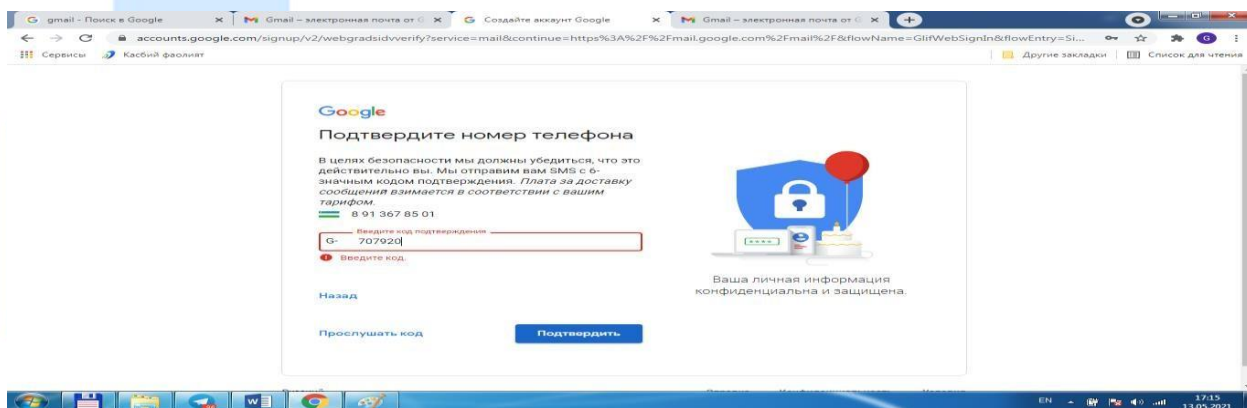 gmail - Поиск в Google
Gmail – электронная почта от G
Создайте аккаунт Google
Gmail – электронная почта от G
accounts.google.com/signup/v2/webgradsidvverify?service=mail&continue=https%3A%2F%2Fmail.google.com%2Fmail%2F&flowName=GlifWebSignIn&flowEntry=Si...
G
Сервисы
Касбий фаолият
Другие закладки
Список для чтения
Google
Подтвердите номер телефона
В целях безопасности мы должны убедиться, что это
действительно вы. Мы отправим вам SMS с 6-
значным кодом подтверждения. Плата за доставку
сообщений взимается в соответствии с вашим
тарифом.
8 91 367 85 01
Введите код подтверждения
G- 707920
Введите код.
Ваша личная информация
конфиденциальна и защищена.
Назад
Прослушать код
Подтвердить
EN
17:15
13.05.2021